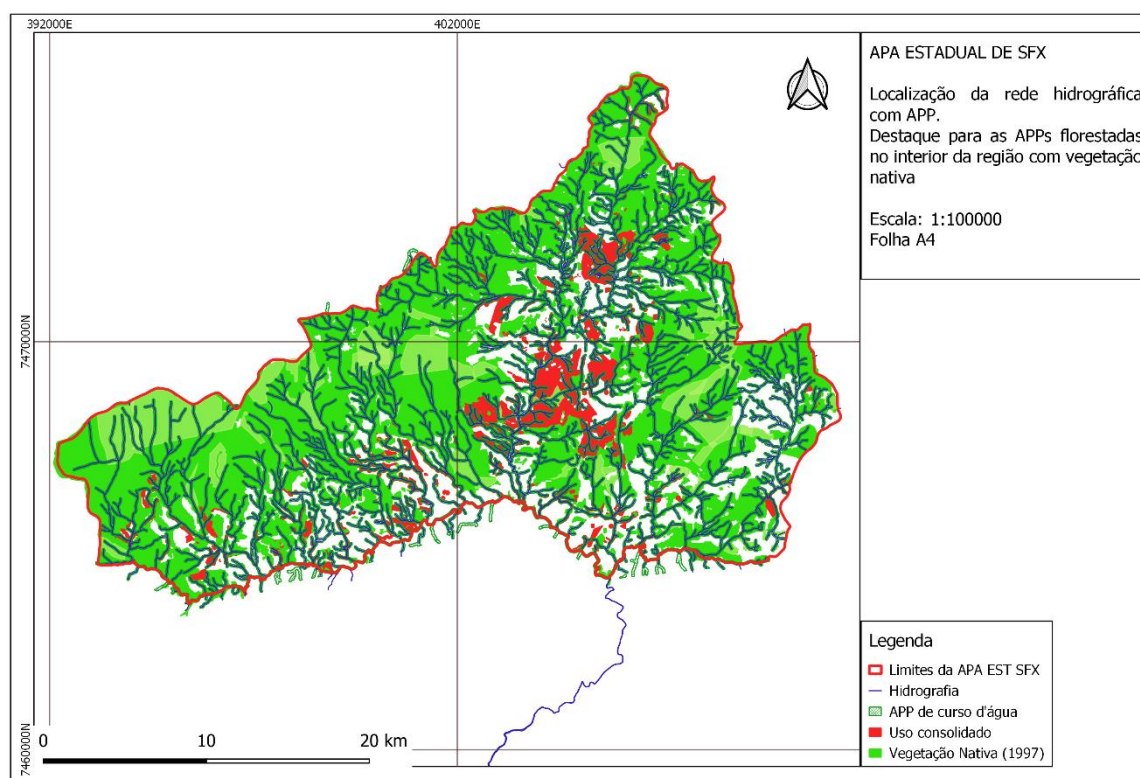 392000E
402000E
APA ESTADUAL DE SFX
Localização da rede hidrográfica
com APP.
Destaque para as APPs florestadas
no interior da região com vegetação
nativa
Escala: 1:100000
Folha A4
7470000N
7460000N
0 10 20 km
Legenda
Limites da APA EST SFX
Hidrografia
APP de curso d'água
Uso consolidado
Vegetação Nativa (1997)